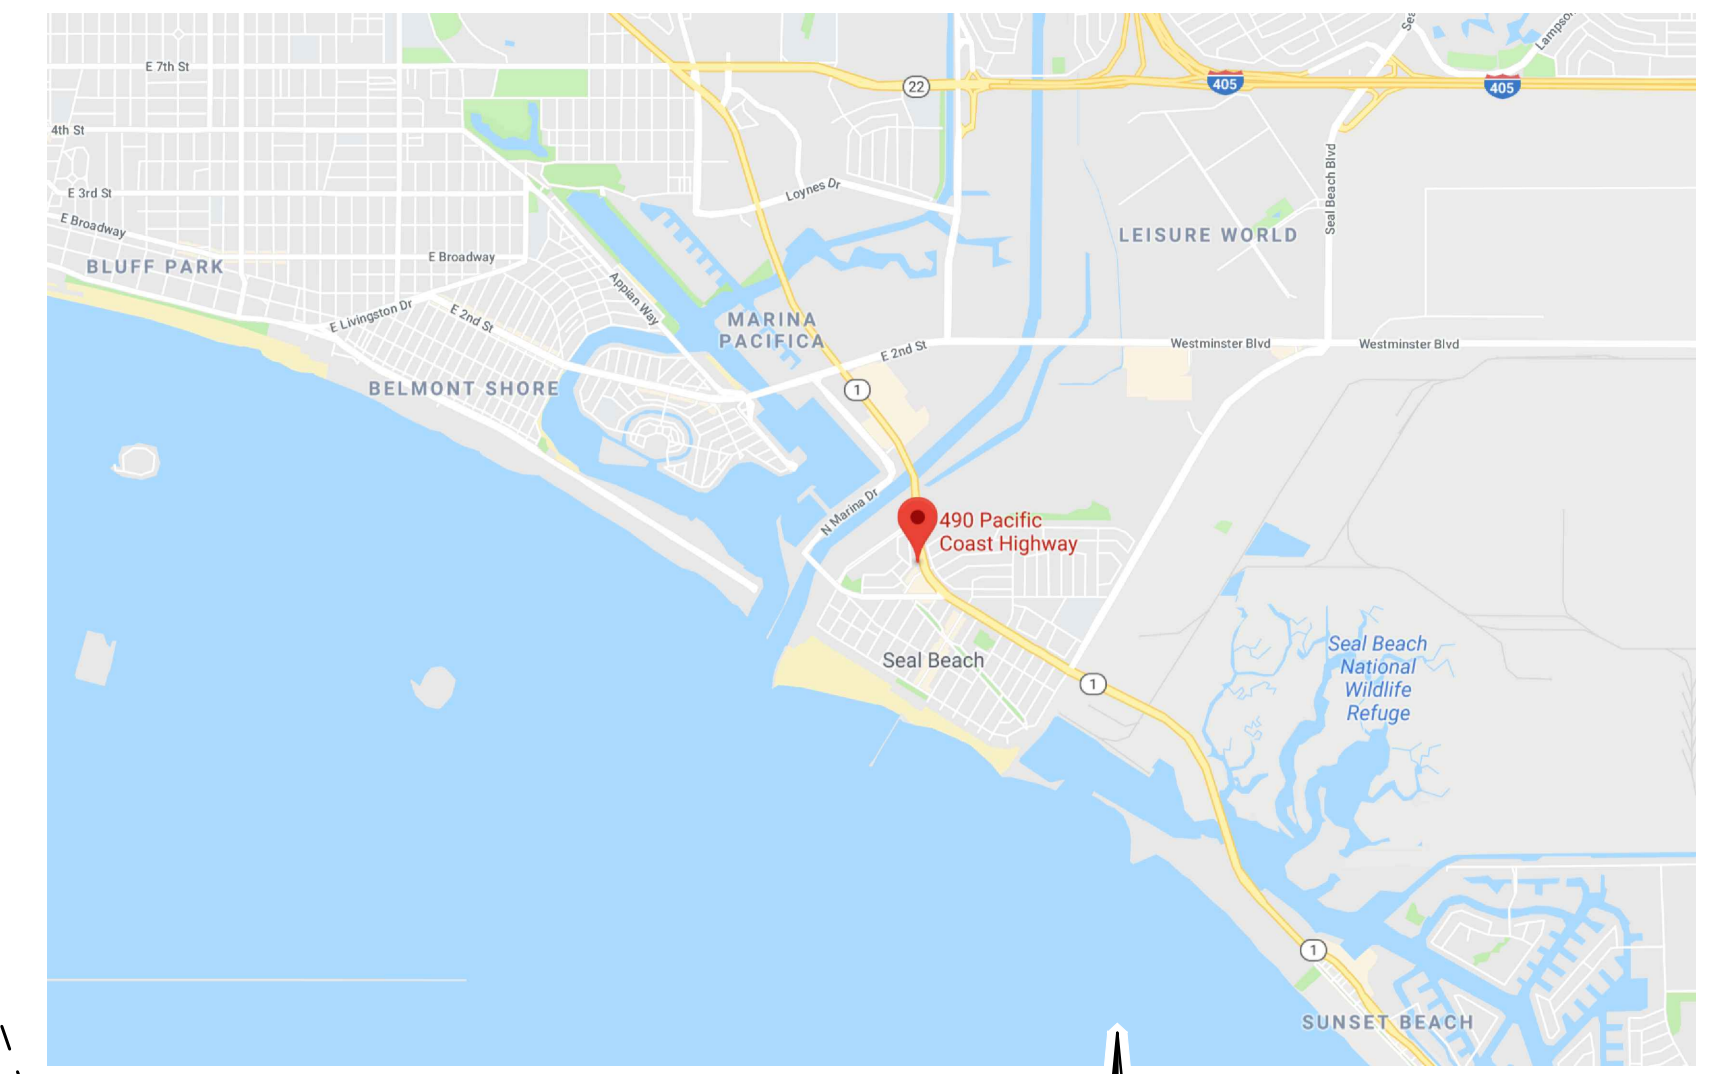 Sea
Lampso
E 7th St
22
405
405
4th St
Seal Beach Blvd
E 3rd St
Loynes Dr
E Broadway
LEISURE WORLD
E Broadway
BLUFF PARK
Appian Way
E Livingston Dr
E 2nd St
MARINA
PACIFICA
E 2nd St
Westminster Blvd
Westminster Blvd
BELMONT SHORE
1
N Marina Dr
490 Pacific
Coast Highway
Seal Beach
Seal Beach
National
Wildlife
Refuge
1
1
SUNSET BEACH